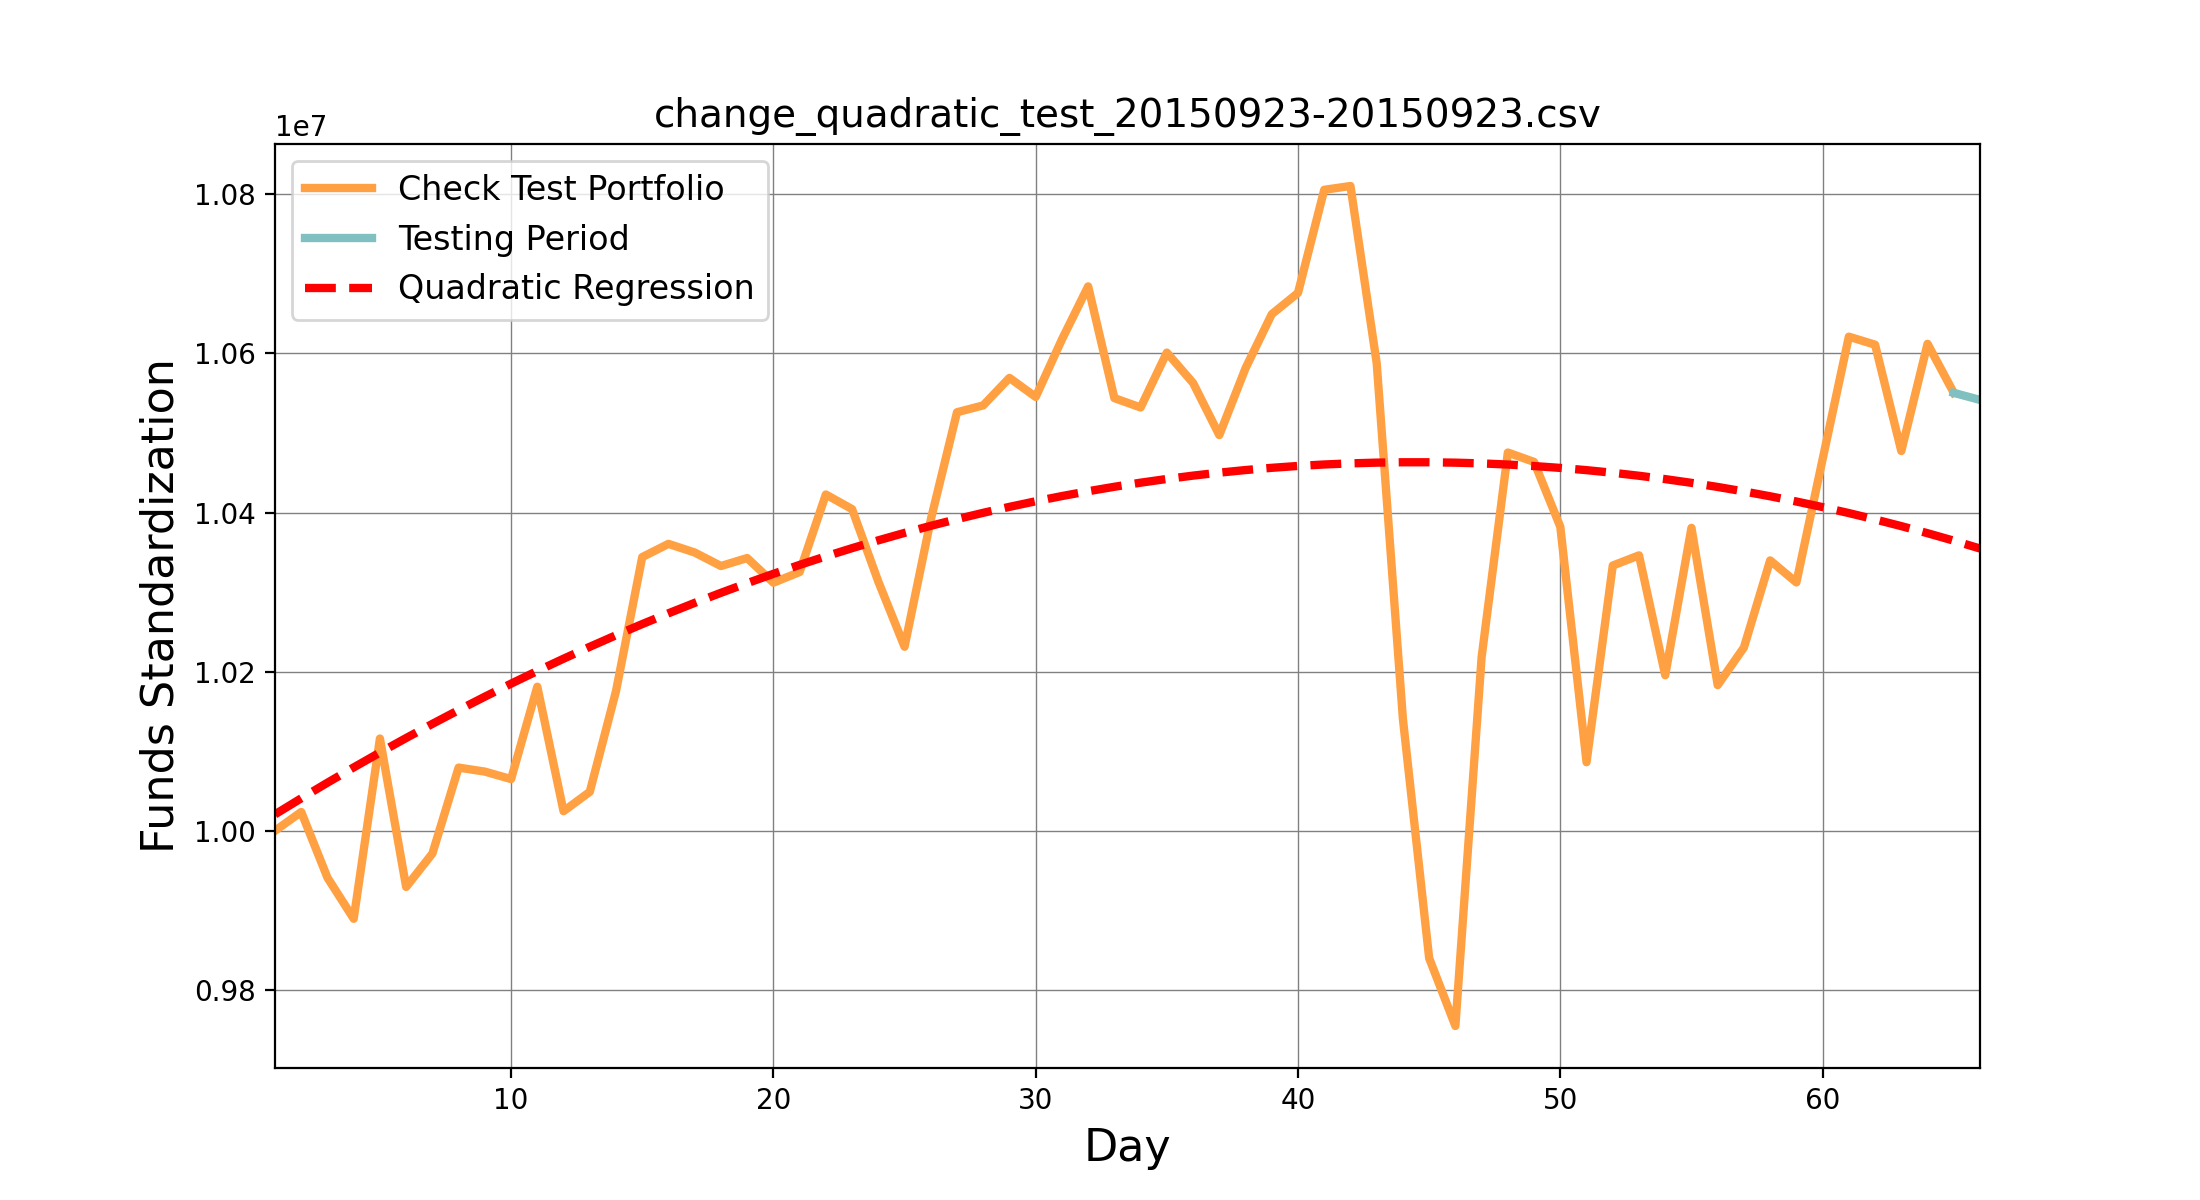 change_quadratic_test_20150923-20150923.csv
1e7
Check Test Portfolio
Testing Period
Quadratic Regression
1.08
1.06
1.04
1.02
1.00
0.98
Funds Standardization
10 20 30 40 50 60
Day